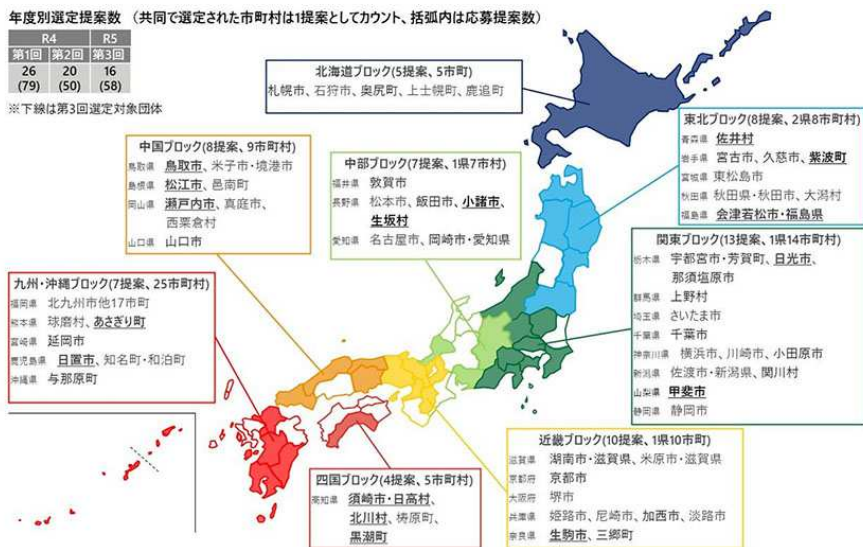 年度別選定提案数 (共同で選定された市町村は1提案としてカウント、括弧内は応募提案数)
R4 R5
第1回 第2回 第3回
26 20 16
(79) (50) (58)
※下線は第3回選定対象団体
北海道ブロック(5提案、5市町)
札幌市、石狩市、奥尻町、上士幌町、鹿追町
東北ブロック(8提案、2県8市町村)
青森県 佐井村
岩手県 宮古市、久慈市、紫波町
宮城県 東松島市
秋田県 秋田県・秋田市、大潟村
福島県 会津若松市・福島県
中国ブロック(8提案、9市町村)
鳥取県 鳥取市、米子市・境港市
島根県 松江市、邑南町
岡山県 瀬戸内市、真庭市、
西粟倉村
山口県 山口市
中部ブロック(7提案、1県7市村)
福井県 敦賀市
長野県 松本市、飯田市、小諸市、
生坂村
愛知県 名古屋市、岡崎市・愛知県
関東ブロック(13提案、1県14市町村)
栃木県 宇都宮市・芳賀町、日光市、
那須塩原市
群馬県 上野村
埼玉県 さいたま市
千葉県 千葉市
神奈川県 横浜市、川崎市、小田原市
新潟県 佐渡市・新潟県、関川村
山梨県 甲斐市
静岡県 静岡市
九州・沖縄ブロック(7提案、25市町村)
福岡県 北九州市他17市町
熊本県 球磨村、あさぎり町
宮崎県 延岡市
鹿児島県 日置市、知名町・和泊町
沖縄県 与那原町
四国ブロック(4提案、5市町村)
高知県 須崎市・日高村、
北川村、梼原町、
黒潮町
近畿ブロック(10提案、1県10市町)
滋賀県 湖南市・滋賀県、米原市・滋賀県
京都府 京都市
大阪府 堺市
兵庫県 姫路市、尼崎市、加西市、淡路市
奈良県 生駒市、三郷町